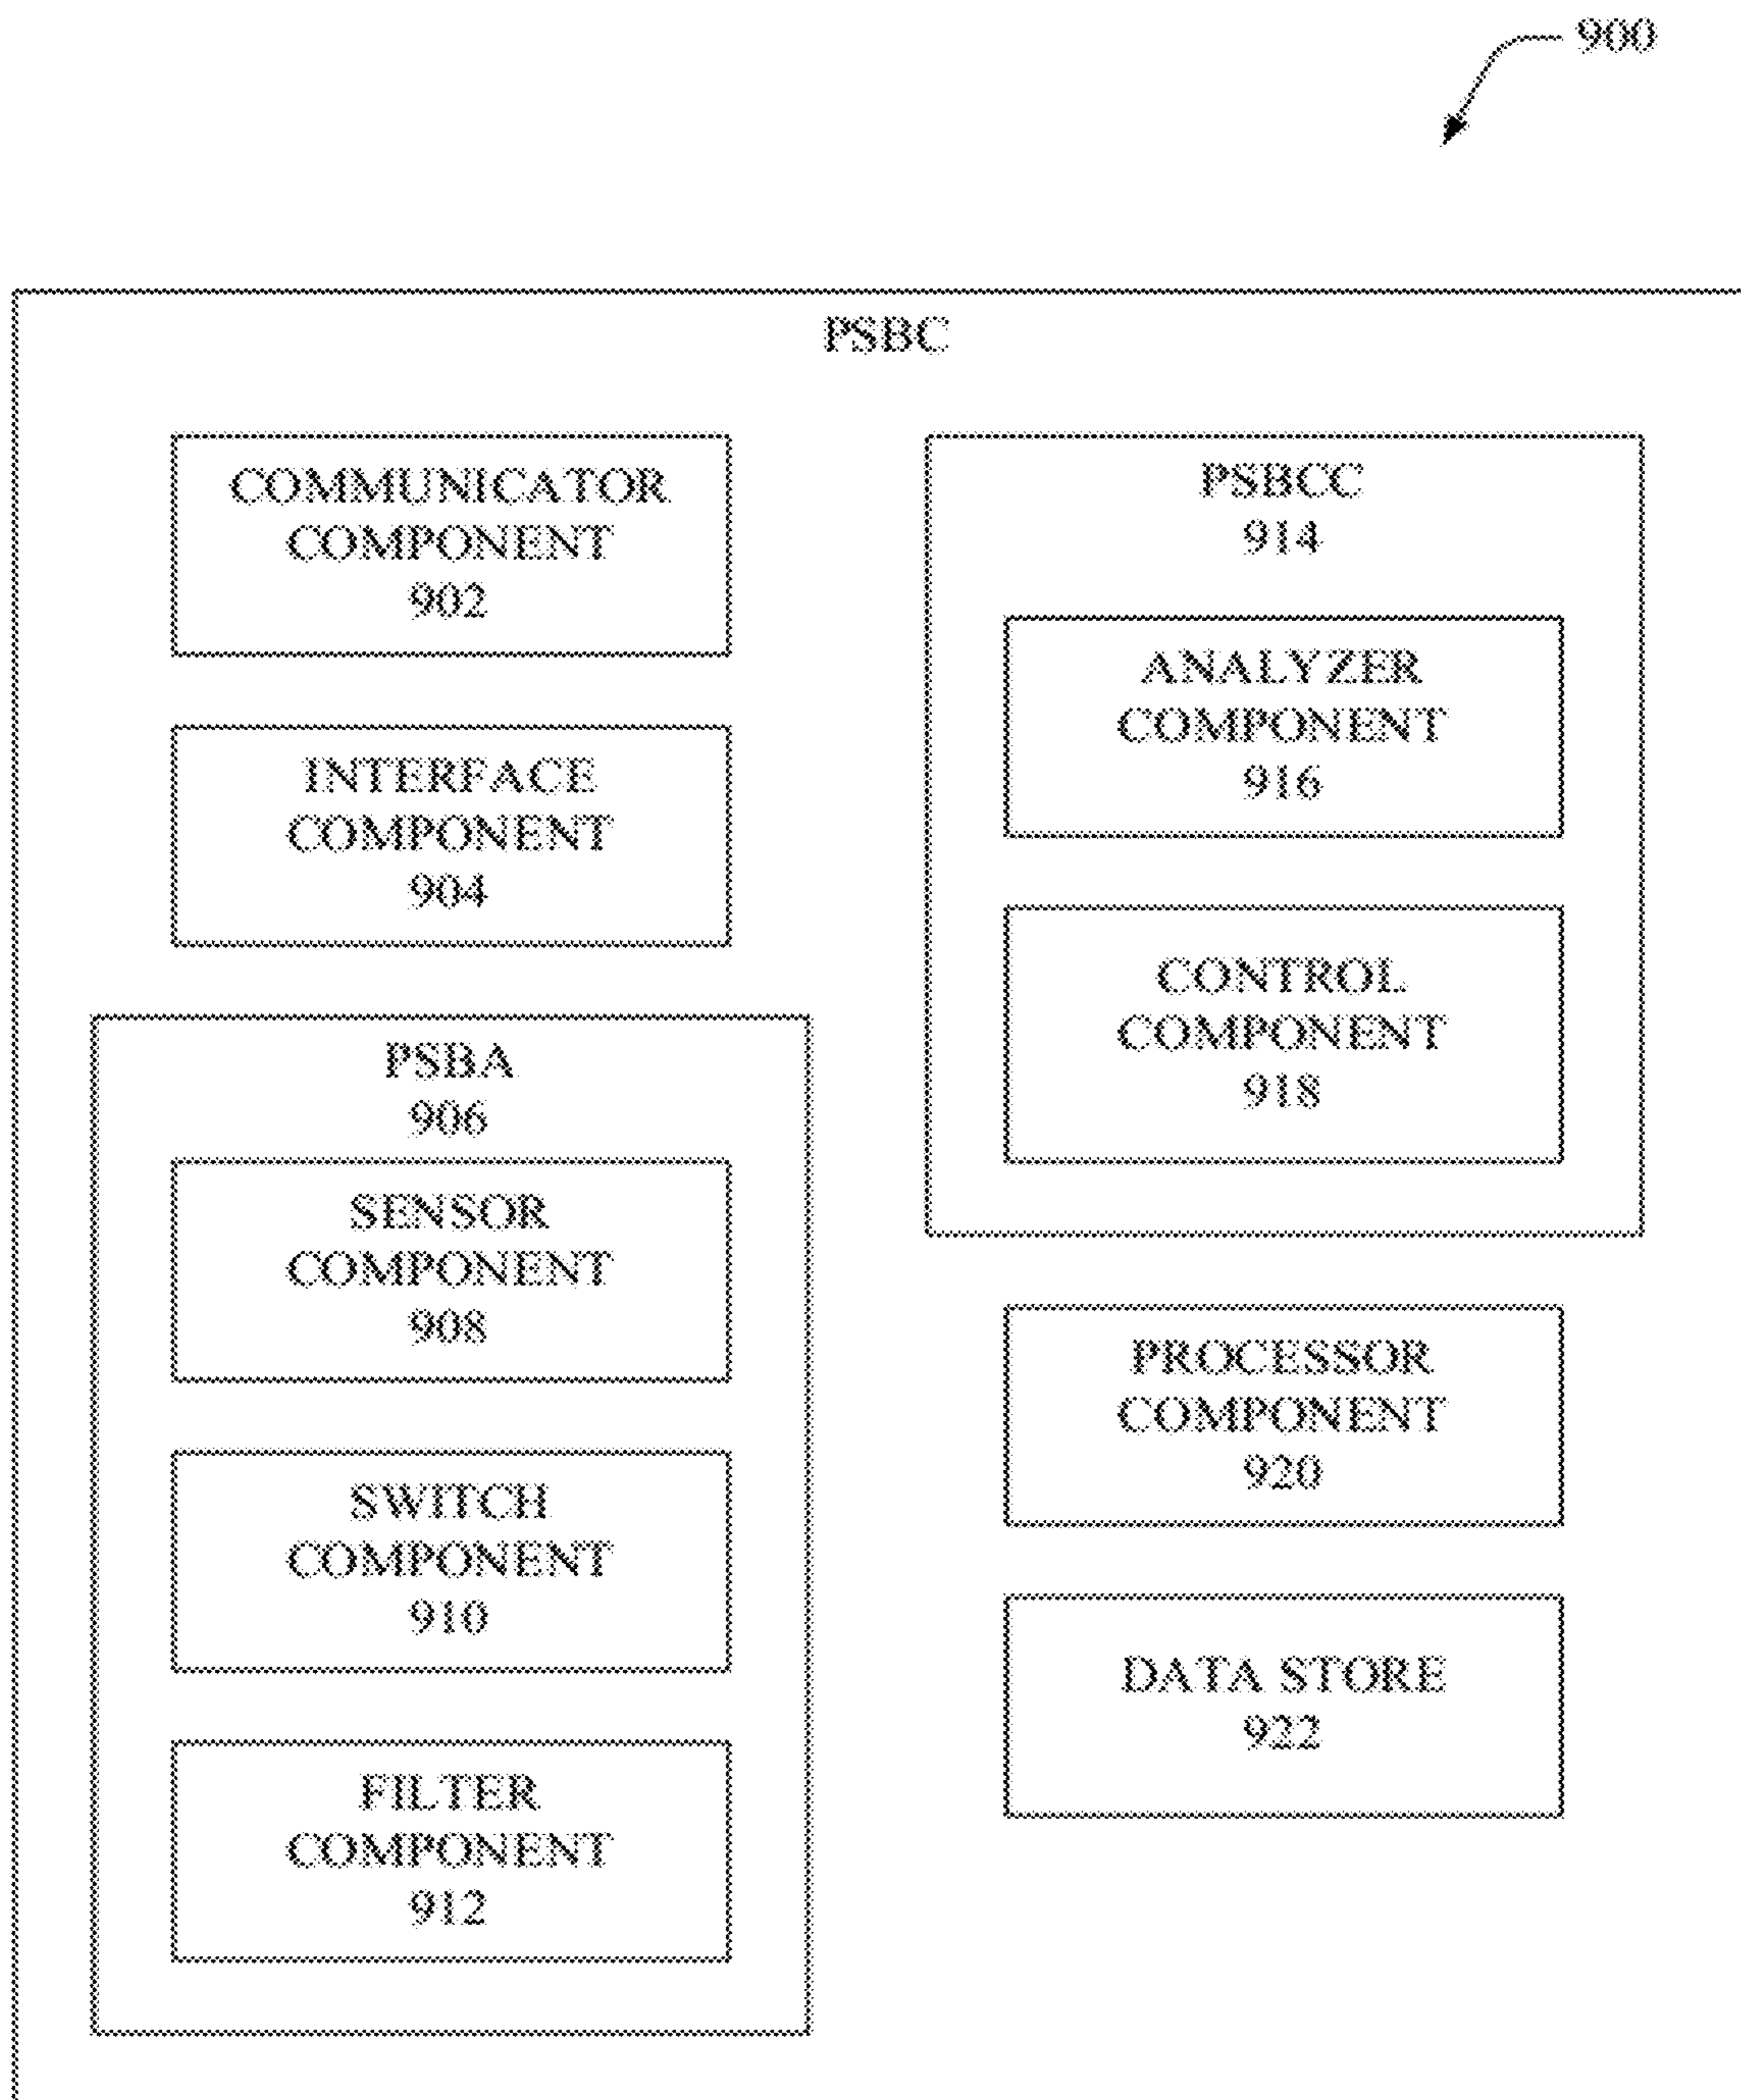 900
PSBC
COMMUNICATOR
COMPONENT
902
INTERFACE
COMPONENT
904
PSBA
906
SENSOR
COMPONENT
908
SWITCH
COMPONENT
910
FILTER
COMPONENT
912
PSBCC
914
ANALYZER
COMPONENT
916
CONTROL
COMPONENT
918
PROCESSOR
COMPONENT
920
DATA STORE
922